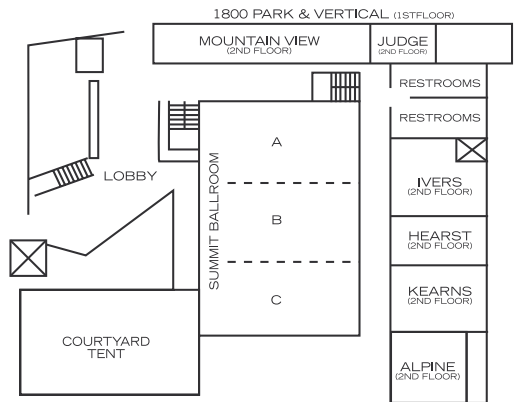 1800 PARK & VERTICAL (1STFLOOR)
MOUNTAIN VIEW
(2ND FLOOR)
JUDGE
(2ND FLOOR)
RESTROOMS
RESTROOMS
A
LOBBY
SUMMIT BALLROOM
IVERS
(2ND FLOOR)
B
HEARST
(2ND FLOOR)
C
KEARNS
(2ND FLOOR)
COURTYARD
TENT
ALPINE
(2ND FLOOR)